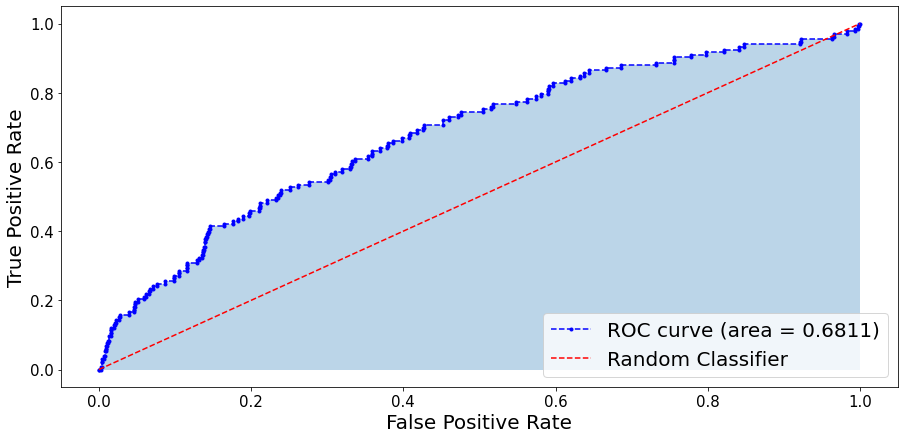 1.0
0.8
0.6
0.4
0.2
0.0
True Positive Rate
ROC curve (area = 0.6811)
Random Classifier
0.0 0.2 0.4 0.6 0.8 1.0
False Positive Rate